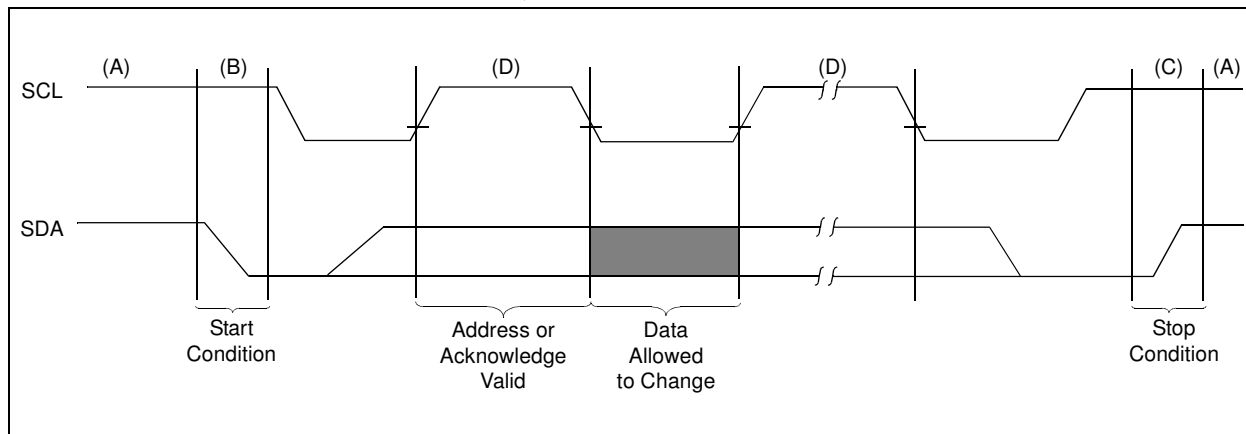 (A) (B) (D) (D) (C) (A)
SCL
SDA
Start
Condition
Address or
Acknowledge
Valid
Data
Allowed
to Change
Stop
Condition